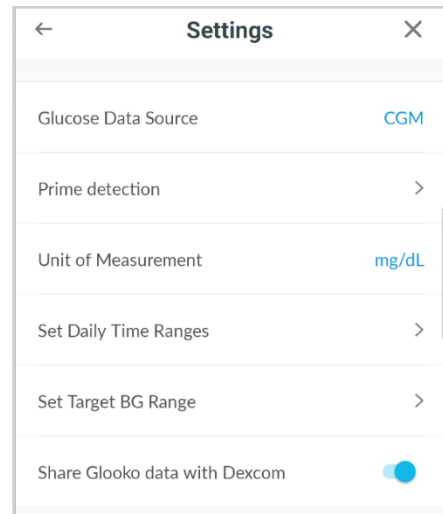 Settings
Glucose Data Source CGM
Prime detection
Unit of Measurement mg/dL
Set Daily Time Ranges
Set Target BG Range
Share Glooko data with Dexcom